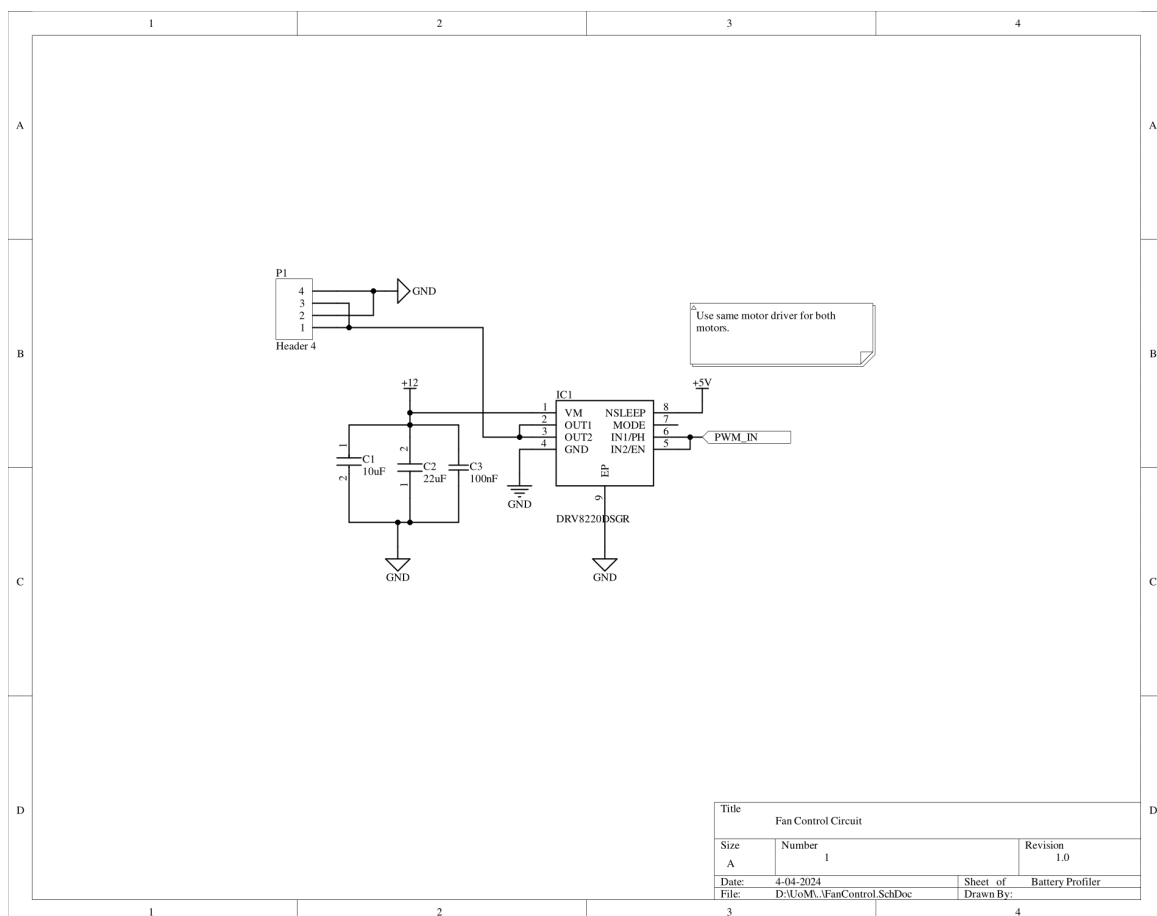 1 2 3 4
A A
P1
4
3
2
1
GND
Header 4
Use same motor driver for both
motors.
B B
+12
+5V
IC1
1 VM NSLEEP 8
2 OUT1 MODE 7
3 OUT2 IN1/PH 6
4 GND IN2/EN 5
PWM_IN
EP
9
GND
DRV8220DSGR
GND
1
C1
10uF
2
2
C2
22uF
1
C3
100nF
GND
C C
D D
Title
Fan Control Circuit
Size Number Revision
A 1 1.0
Date: 4-04-2024 Sheet of Battery Profiler
File: D:\UoM\..\FanControl.SchDoc Drawn By:
1 2 3 4